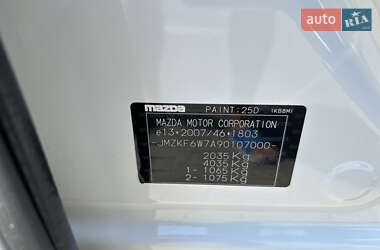 auto RIA
mazda PAINT:25D
MAZDA MOTOR CORPORATION
e13*2007/46*1803
-JMZKF6W7A90107000-
2035 Kg
4035 Kg
1- 1065 Kg
2- 1075 Kg